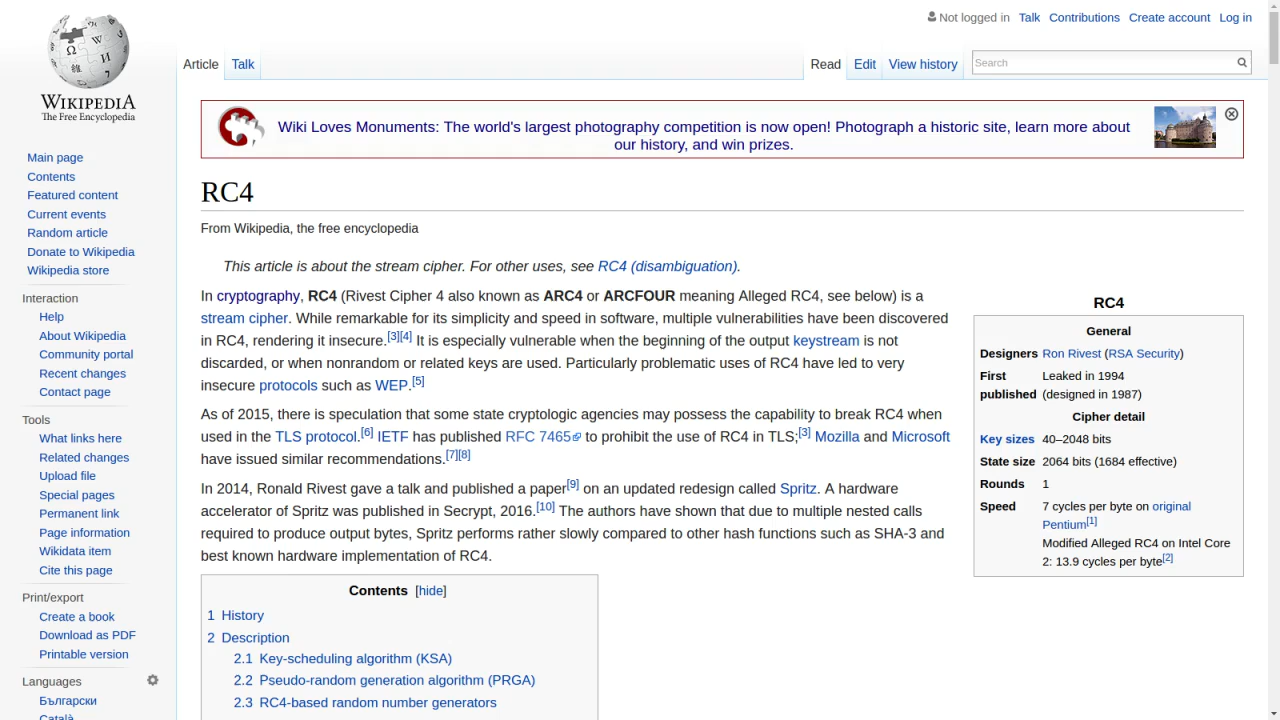 Not logged in Talk Contributions Create account Log in
Article Talk Read Edit View history Search
WIKIPEDIA
The Free Encyclopedia
Main page
Contents
Featured content
Current events
Random article
Donate to Wikipedia
Wikipedia store
Interaction
Help
About Wikipedia
Community portal
Recent changes
Contact page
Tools
What links here
Related changes
Upload file
Special pages
Permanent link
Page information
Wikidata item
Cite this page
Print/export
Create a book
Download as PDF
Printable version
Languages
Български
Català
Wiki Loves Monuments: The world's largest photography competition is now open! Photograph a historic site, learn more about
our history, and win prizes.
RC4
From Wikipedia, the free encyclopedia
This article is about the stream cipher. For other uses, see RC4 (disambiguation).
In cryptography, RC4 (Rivest Cipher 4 also known as ARC4 or ARCFOUR meaning Alleged RC4, see below) is a
stream cipher. While remarkable for its simplicity and speed in software, multiple vulnerabilities have been discovered
in RC4, rendering it insecure.[3][4] It is especially vulnerable when the beginning of the output keystream is not
discarded, or when nonrandom or related keys are used. Particularly problematic uses of RC4 have led to very
insecure protocols such as WEP.[5]
As of 2015, there is speculation that some state cryptologic agencies may possess the capability to break RC4 when
used in the TLS protocol.[6] IETF has published RFC 7465 to prohibit the use of RC4 in TLS;[3] Mozilla and Microsoft
have issued similar recommendations.[7][8]
In 2014, Ronald Rivest gave a talk and published a paper[9] on an updated redesign called Spritz. A hardware
accelerator of Spritz was published in Secrypt, 2016.[10] The authors have shown that due to multiple nested calls
required to produce output bytes, Spritz performs rather slowly compared to other hash functions such as SHA-3 and
best known hardware implementation of RC4.
RC4
General
Designers Ron Rivest (RSA Security)
First Leaked in 1994
published (designed in 1987)
Cipher detail
Key sizes 40–2048 bits
State size 2064 bits (1684 effective)
Rounds 1
Speed 7 cycles per byte on original
Pentium[1]
Modified Alleged RC4 on Intel Core
2: 13.9 cycles per byte[2]
Contents [hide]
1 History
2 Description
2.1 Key-scheduling algorithm (KSA)
2.2 Pseudo-random generation algorithm (PRGA)
2.3 RC4-based random number generators